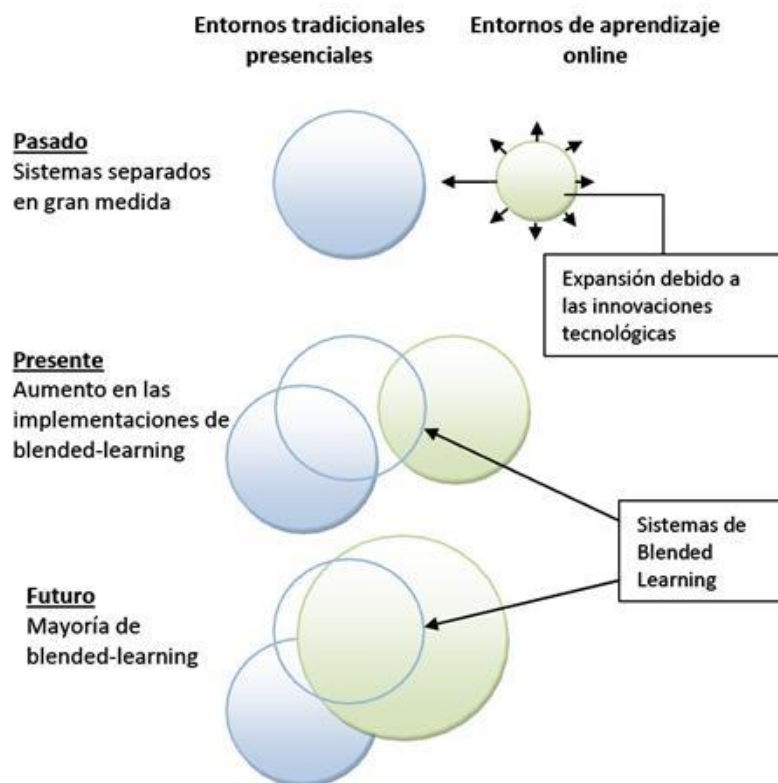 Entornos tradicionales
presenciales
Entornos de aprendizaje
online
Pasado
Sistemas separados
en gran medida
Expansión debido a
las innovaciones
tecnológicas
Presente
Aumento en las
implementaciones de
blended-learning
Sistemas de
Blended
Learning
Futuro
Mayoría de
blended-learning